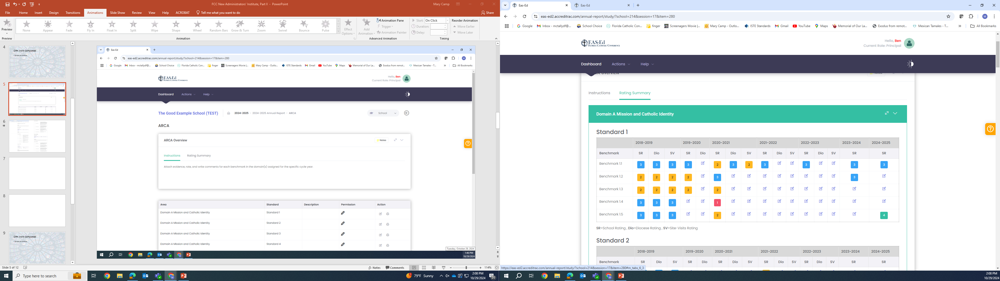 FCC New Administrators' Institute, Part II - PowerPoint
Mary Camp
File Home Insert Design Transitions Animations Slide Show Review View Help ACROBAT Tell me what you want to do
Share
Preview
None Appear Fade Fly In Float In Split Wipe Shape Wheel Random Bars Grow & Turn Zoom Swivel Bounce Pulse
Effect Options
Add Animation
Animation Pane
Trigger
Animation Painter
Start: On Click
Duration:
Delay:
Reorder Animation
Move Earlier
Move Later
Preview Animation Advanced Animation Timing
4
CIPA Work Completed
5
6
7
8
9
CIPA Work Completed
Eas-Ed
eas-ed2.accreditrac.com/annual-report/study/?school=214&session=17&item=280
Google Inbox - mctallydf@... School Choice Florida Catholic Con... finger Screenagers Movie |... Mary Camp - Outlo... ISTE Standards Gmail YouTube Maps Memorial of Our La... Exodus from remot... Mexican Tamales - T... » All Bookmarks
EAS-Ed
FLORIDA CATHOLIC CONFERENCE
Hello, Ben
Current Role: Principal
Dashboard Actions Help
The Good Example School (TEST)
2024-2025 - 2024-2025 Annual Report - ARCA
School
ARCA
ARCA Overview
Notes
Instructions Rating Summary
Attach evidence, rate, and write comments for each benchmark in the domain(s) assigned for the specific cycle year.
Area Standard Description Permission Action
Domain A Mission and Catholic Identity Standard 1
Domain A Mission and Catholic Identity Standard 2
Domain A Mission and Catholic Identity Standard 3
Domain A Mission and Catholic Identity Standard 4
Tuesday, October 29, 2024
1:46 PM
10/29/2024
Slide 5 of 12
Notes Comments 114%
Type here to search
79°F Sunny
2:08 PM
10/29/2024
20
Eas-Ed
Eas-Ed
eas-ed2.accreditrac.com/annual-report/study/?school=214&session=17&item=280
Google Inbox - mctallydf@... School Choice Florida Catholic Con... finger Screenagers Movie |... Mary Camp - Outlo... ISTE Standards Gmail YouTube Maps Memorial of Our La... Exodus from remot... Mexican Tamales - T... » All Bookmarks
EAS-Ed
FLORIDA CATHOLIC CONFERENCE
Hello, Ben
Current Role: Principal
Dashboard Actions Help
Instructions Rating Summary
Domain A Mission and Catholic Identity
Standard 1
2018-2019 2019-2020 2020-2021 2021-2022 2022-2023 2023-2024 2024-2025
Benchmark SR Dio SV SR Dio SR Dio SV SR Dio SV SR Dio SV SR SR
Benchmark 1.1 3 3 3 3 2 3 2 3 3 3 3
Benchmark 1.2 2 2 2 2 3 3
Benchmark 1.3 2 2 2 2 2
Benchmark 1.4 3 3 3 1
Benchmark 1.5 3 3 3 2 4
SR=School Rating , Dio=Diocese Rating , SV=Site-Visits Rating
Standard 2
2018-2019 2019-2020 2020-2021 2021-2022 2022-2023 2023-2024 2024-2025
Benchmark SR Dio SV SR Dio SR Dio SV SR Dio SV SR Dio SV SR SR
https://eas-ed2.accreditrac.com/annual-report/study/?school=214&session=17&item=280#m_tabs_6_3
2:08 PM
10/29/2024